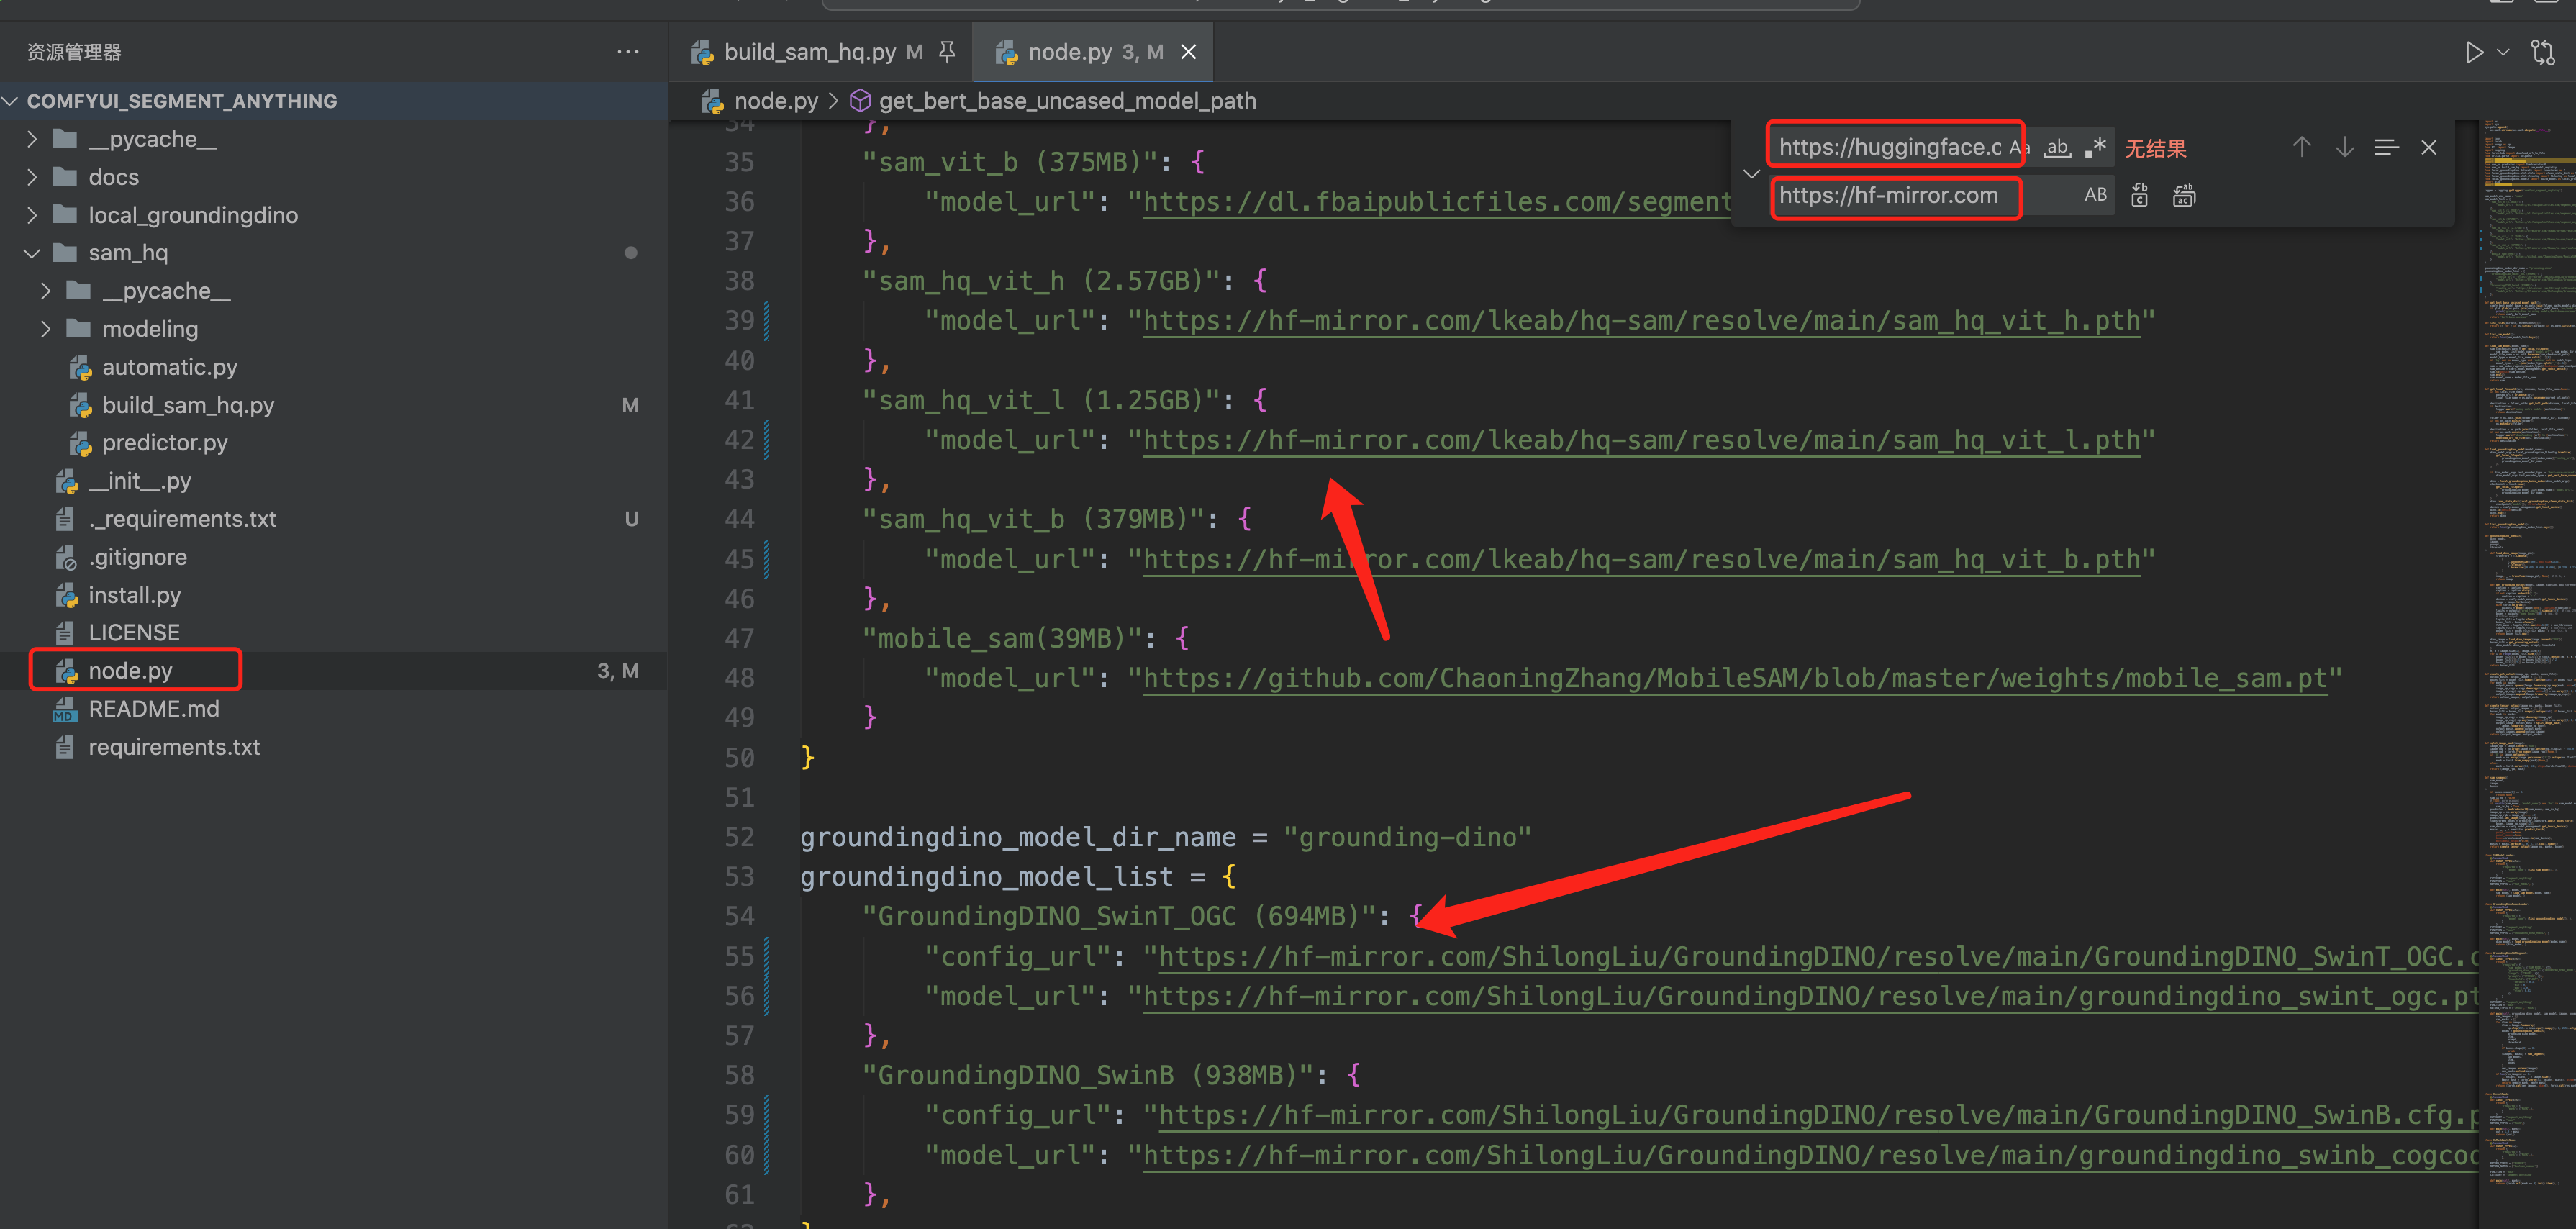 资源管理器
build_sam_hq.py M
node.py 3, M
COMFYUI_SEGMENT_ANYTHING
node.py > get_bert_base_uncased_model_path
__pycache__
docs
local_groundingdino
sam_hq
__pycache__
modeling
automatic.py
build_sam_hq.py M
predictor.py
__init__.py
._requirements.txt U
.gitignore
install.py
LICENSE
node.py 3, M
README.md
requirements.txt
https://huggingface.c Aa ab 无结果
https://hf-mirror.com AB
34 },
35 "sam_vit_b (375MB)": {
36 "model_url": "https://dl.fbaipublicfiles.com/segment
37 },
38 "sam_hq_vit_h (2.57GB)": {
39 "model_url": "https://hf-mirror.com/lkeab/hq-sam/resolve/main/sam_hq_vit_h.pth"
40 },
41 "sam_hq_vit_l (1.25GB)": {
42 "model_url": "https://hf-mirror.com/lkeab/hq-sam/resolve/main/sam_hq_vit_l.pth"
43 },
44 "sam_hq_vit_b (379MB)": {
45 "model_url": "https://hf-mirror.com/lkeab/hq-sam/resolve/main/sam_hq_vit_b.pth"
46 },
47 "mobile_sam(39MB)": {
48 "model_url": "https://github.com/ChaoningZhang/MobileSAM/blob/master/weights/mobile_sam.pt"
49 }
50 }
51
52 groundingdino_model_dir_name = "grounding-dino"
53 groundingdino_model_list = {
54 "GroundingDINO_SwinT_OGC (694MB)": {
55 "config_url": "https://hf-mirror.com/ShilongLiu/GroundingDINO/resolve/main/GroundingDINO_SwinT_OGC.c
56 "model_url": "https://hf-mirror.com/ShilongLiu/GroundingDINO/resolve/main/groundingdino_swint_ogc.pt
57 },
58 "GroundingDINO_SwinB (938MB)": {
59 "config_url": "https://hf-mirror.com/ShilongLiu/GroundingDINO/resolve/main/GroundingDINO_SwinB.cfg.p
60 "model_url": "https://hf-mirror.com/ShilongLiu/GroundingDINO/resolve/main/groundingdino_swinb_cogcoo
61 },